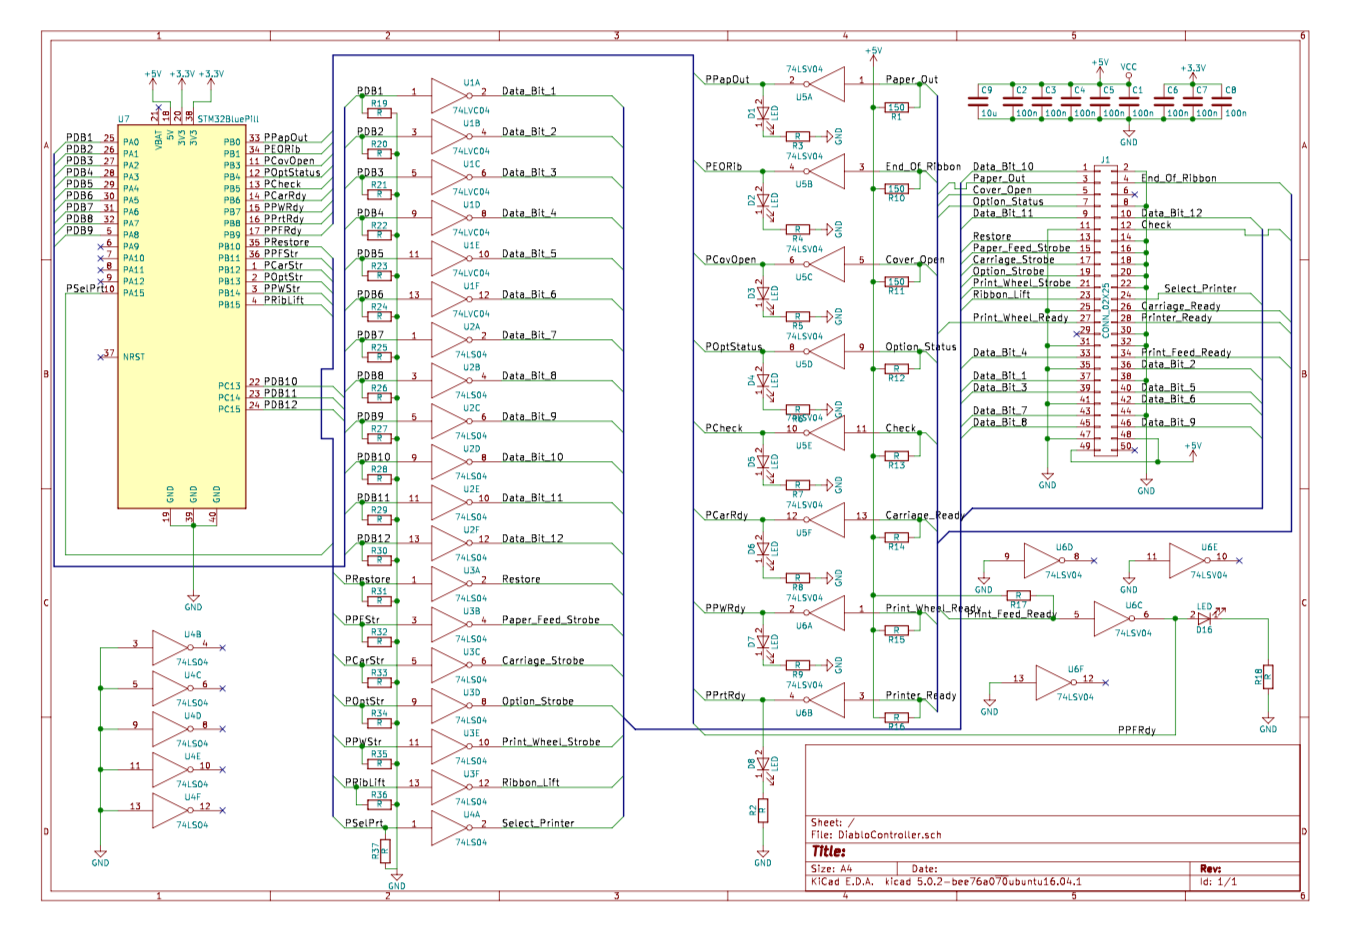 1 2 3 4 5 6
A A
B B
C C
D D
1 2 3 4 5 6
+5V +3.3V +3.3V
U7 STM32BluePill
21 18 20 38
VBAT 5V 3V3 3V3
PDB1 25 PA0 PB0 33 PPapOut
PDB2 26 PA1 PB1 34 PEORib
PDB3 27 PA2 PB3 11 PCovOpen
PDB4 28 PA3 PB4 12 POptStatus
PDB5 29 PA4 PB5 13 PCheck
PDB6 30 PA5 PB6 14 PCarRdy
PDB7 31 PA6 PB7 15 PPWRdy
PDB8 32 PA7 PB8 16 PPrtRdy
PDB9 5 PA8 PB9 17 PPFRdy
6 PA9 PB10 35 PRestore
7 PA10 PB11 36 PPFStr
8 PA11 PB12 1 PCarStr
9 PA12 PB13 2 POptStr
PSelPrt 10 PA15 PB14 3 PPWStr
PB15 4 PRibLift
37 NRST
PC13 22 PDB10
PC14 23 PDB11
PC15 24 PDB12
GND GND GND
19 39 40
GND
3 U4B 4 74LS04
5 U4C 6 74LS04
9 U4D 8 74LS04
11 U4E 10 74LS04
13 U4F 12 74LS04
GND
PDB1 R19 R 1 U1A 2 74LVC04 Data_Bit_1
PDB2 R20 R 3 U1B 4 74LVC04 Data_Bit_2
PDB3 R21 R 5 U1C 6 74LVC04 Data_Bit_3
PDB4 R22 R 9 U1D 8 74LVC04 Data_Bit_4
PDB5 R23 R 11 U1E 10 74LVC04 Data_Bit_5
PDB6 R24 R 13 U1F 12 74LVC04 Data_Bit_6
PDB7 R25 R 1 U2A 2 74LS04 Data_Bit_7
PDB8 R26 R 3 U2B 4 74LS04 Data_Bit_8
PDB9 R27 R 5 U2C 6 74LS04 Data_Bit_9
PDB10 R28 R 9 U2D 8 74LS04 Data_Bit_10
PDB11 R29 R 11 U2E 10 74LS04 Data_Bit_11
PDB12 R30 R 13 U2F 12 74LS04 Data_Bit_12
PRestore R31 R 1 U3A 2 74LS04 Restore
PPFStr R32 R 3 U3B 4 74LS04 Paper_Feed_Strobe
PCarStr R33 R 5 U3C 6 74LS04 Carriage_Strobe
POptStr R34 R 9 U3D 8 74LS04 Option_Strobe
PPWStr R35 R 11 U3E 10 74LS04 Print_Wheel_Strobe
PRibLift R36 R 13 U3F 12 74LS04 Ribbon_Lift
PSelPrt R37 R 1 U4A 2 74LS04 Select_Printer
GND
+5V
PPapOut 2 74LSV04 U5A 1 Paper_Out 150 R1
D1 LED R R3 GND
PEORib 4 74LSV04 U5B 3 End_Of_Ribbon 150 R10
D2 LED R R4 GND
PCovOpen 6 74LSV04 U5C 5 Cover_Open 150 R11
D3 LED R R5 GND
POptStatus 8 74LSV04 U5D 9 Option_Status R R12
D4 LED R R6 GND
PCheck 10 74LSV04 U5E 11 Check R R13
D5 LED R R7 GND
PCarRdy 12 74LSV04 U5F 13 Carriage_Ready R R14
D6 LED R R8 GND
PPWRdy 2 74LSV04 U6A 1 Print_Wheel_Ready R R15
D7 LED R R9 GND
PPrtRdy 4 74LSV04 U6B 3 Printer_Ready R R16
D8 LED R2 R GND
+5V VCC +3.3V
C9 C2 C3 C4 C5 C1 C6 C7 C8
10u 100n 100n 100n 100n 100n 100n 100n 100n
GND
J1 CONN_02X25
Data_Bit_10 1 2
Paper_Out 3 4 End_Of_Ribbon
Cover_Open 5 6
Option_Status 7 8
Data_Bit_11 9 10 Data_Bit_12
11 12 Check
Restore 13 14
Paper_Feed_Strobe 15 16
Carriage_Strobe 17 18
Option_Strobe 19 20
Print_Wheel_Strobe 21 22
Ribbon_Lift 23 24 Select_Printer
25 26 Carriage_Ready
Print_Wheel_Ready 27 28 Printer_Ready
29 30
31 32
Data_Bit_4 33 34 Print_Feed_Ready
35 36 Data_Bit_2
Data_Bit_1 37 38
Data_Bit_3 39 40 Data_Bit_5
41 42 Data_Bit_6
Data_Bit_7 43 44
Data_Bit_8 45 46 Data_Bit_9
47 48
49 50
+5V
GND GND
9 U6D 8 74LSV04 GND
11 U6E 10 74LSV04 GND
R R17
Print_Feed_Ready 5 U6C 6 74LSV04
1 LED 2 D16
R18 R GND
13 U6F 12 74LSV04 GND
PPFRdy
Sheet: /
File: DiabloController.sch
Title:
Size: A4 Date: Rev:
KiCad E.D.A. kicad 5.0.2-bee76a070ubuntu16.04.1 Id: 1/1